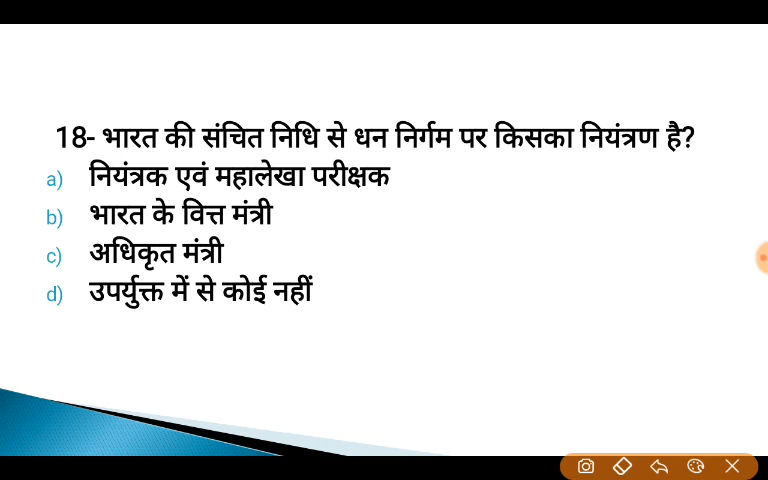 18- भारत की संचित निधि से धन निर्गम पर किसका नियंत्रण है?
a) नियंत्रक एवं महालेखा परीक्षक
b) भारत के वित्त मंत्री
c) अधिकृत मंत्री
d) उपर्युक्त में से कोई नहीं